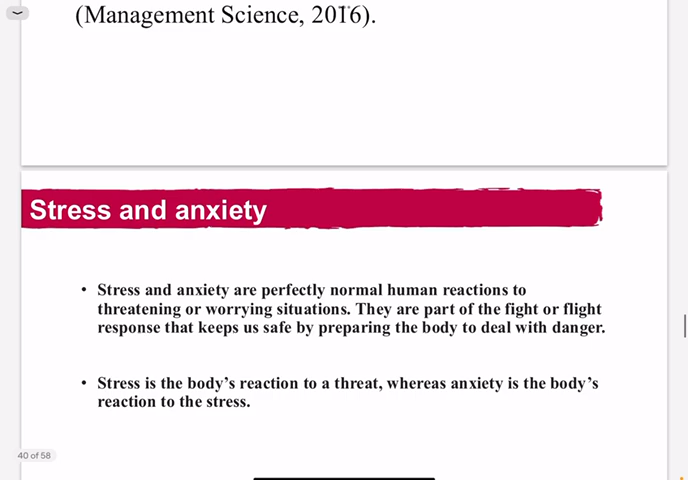 (Management Science, 2016).
Stress and anxiety
• Stress and anxiety are perfectly normal human reactions to
threatening or worrying situations. They are part of the fight or flight
response that keeps us safe by preparing the body to deal with danger.
• Stress is the body’s reaction to a threat, whereas anxiety is the body’s
reaction to the stress.
40 of 58